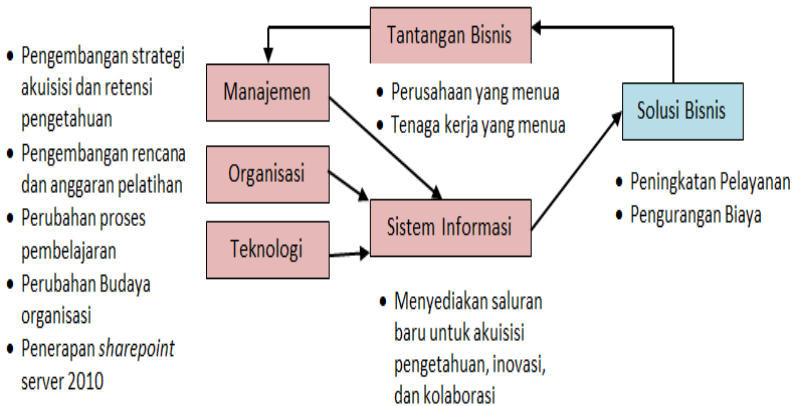 Tantangan Bisnis
• Perusahaan yang menua
• Tenaga kerja yang menua
• Pengembangan strategi
akuisisi dan retensi
pengetahuan
• Pengembangan rencana
dan anggaran pelatihan
• Perubahan proses
pembelajaran
• Perubahan Budaya
organisasi
• Penerapan sharepoint
server 2010
Manajemen
Organisasi
Teknologi
Sistem Informasi
• Menyediakan saluran
baru untuk akuisisi
pengetahuan, inovasi,
dan kolaborasi
Solusi Bisnis
• Peningkatan Pelayanan
• Pengurangan Biaya